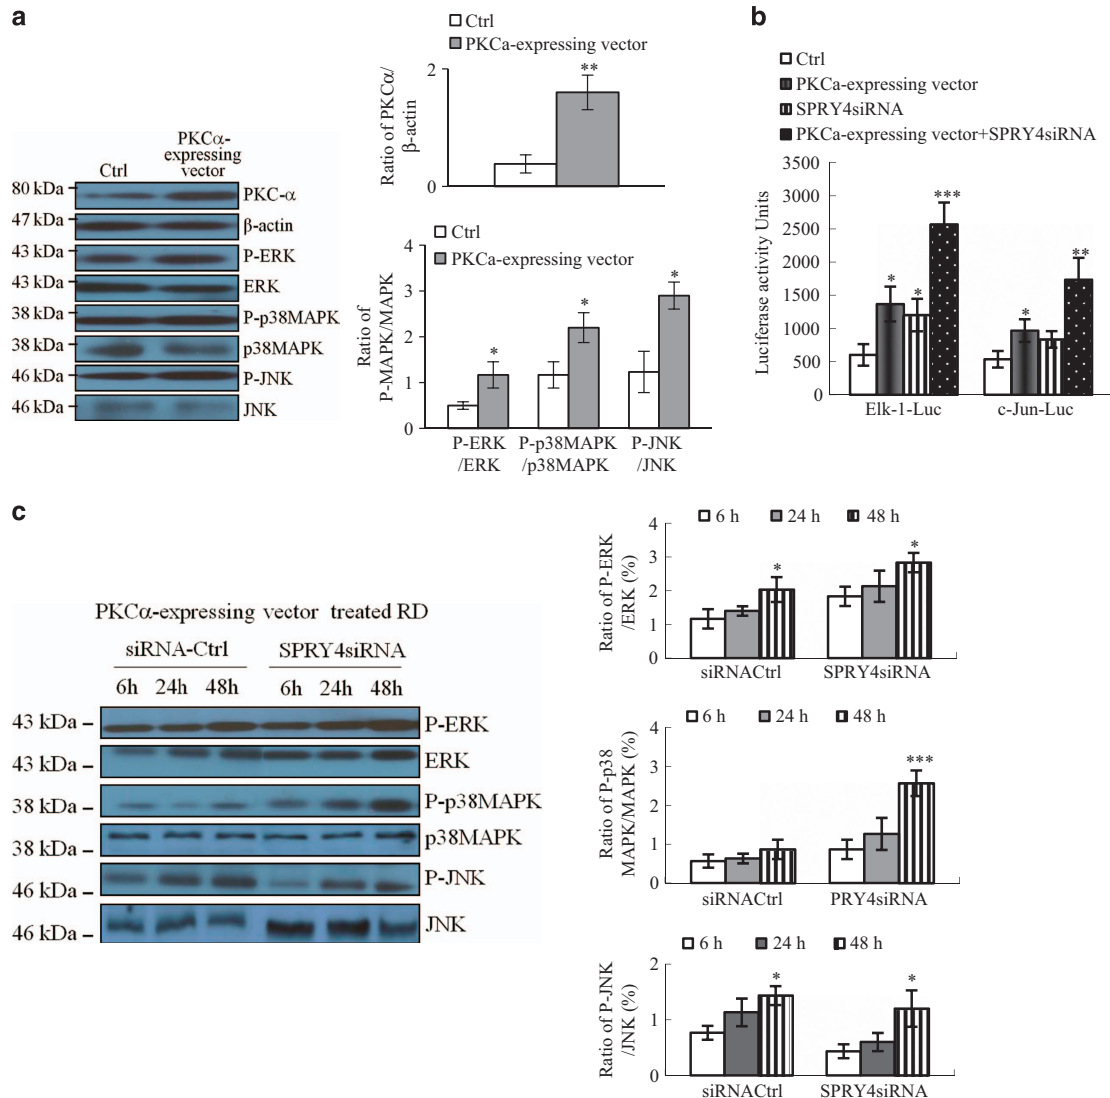 a
Ctrl
PKCα-
expressing
vector
80 kDa
PKC-α
47 kDa
β-actin
43 kDa
P-ERK
43 kDa
ERK
38 kDa
P-p38MAPK
38 kDa
p38MAPK
46 kDa
P-JNK
46 kDa
JNK
Ctrl
PKCa-expressing vector
Ratio of PKCα/
β-actin
2
1
0
**
Ctrl
PKCa-expressing vector
Ratio of
P-MAPK/MAPK
4
3
2
1
0
*
*
*
P-ERK
/ERK
P-p38MAPK
/p38MAPK
P-JNK
/JNK
b
Ctrl
PKCa-expressing vector
SPRY4siRNA
PKCa-expressing vector+SPRY4siRNA
Luciferase activity Units
3500
3000
2500
2000
1500
1000
500
0
*
*
***
*
**
Elk-1-Luc
c-Jun-Luc
c
PKCα-expressing vector treated RD
siRNA-Ctrl
SPRY4siRNA
6h 24h 48h 6h 24h 48h
43 kDa
P-ERK
43 kDa
ERK
38 kDa
P-p38MAPK
38 kDa
p38MAPK
46 kDa
P-JNK
46 kDa
JNK
6 h 24 h 48 h
Ratio of P-ERK
/ERK (%)
4
3
2
1
0
*
*
siRNACtrl
SPRY4siRNA
6 h 24 h 48 h
Ratio of P-p38
MAPK/MAPK (%)
4
3
2
1
0
***
siRNACtrl
PRY4siRNA
6 h 24 h 48 h
Ratio of P-JNK
/JNK (%)
2
1
0
*
*
siRNACtrl
SPRY4siRNA